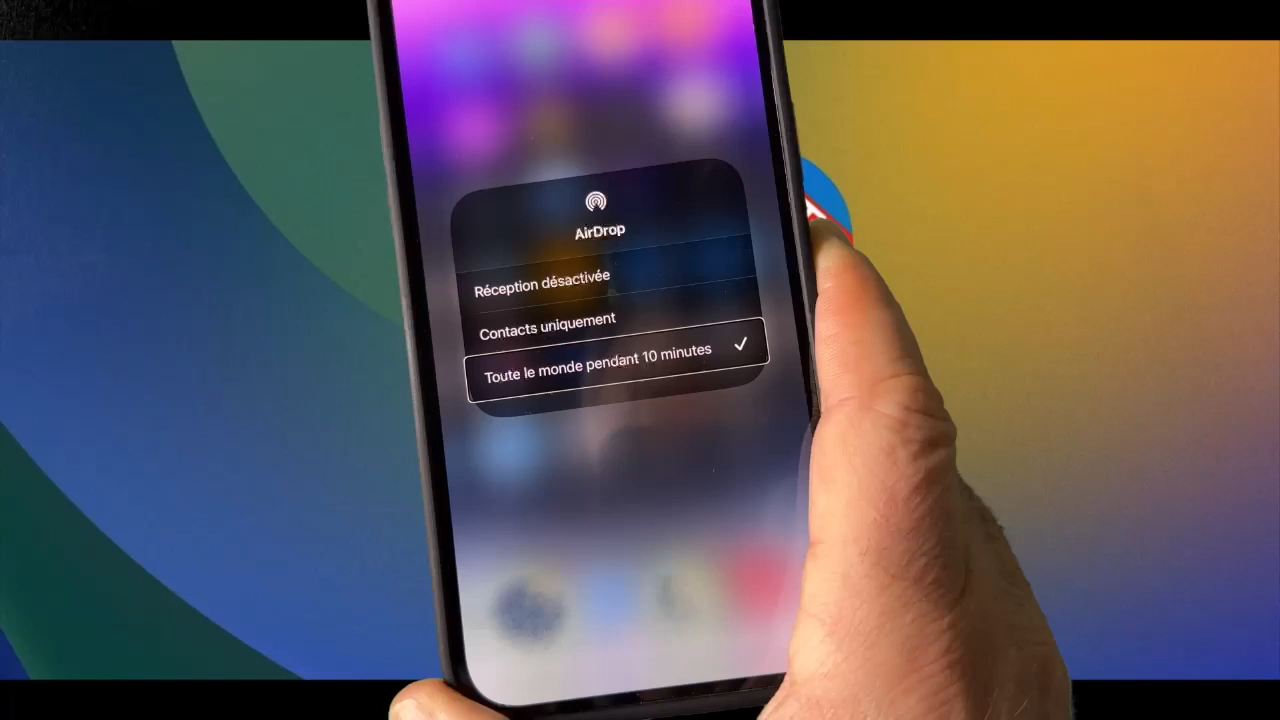 AirDrop
Réception désactivée
Contacts uniquement
Toute le monde pendant 10 minutes